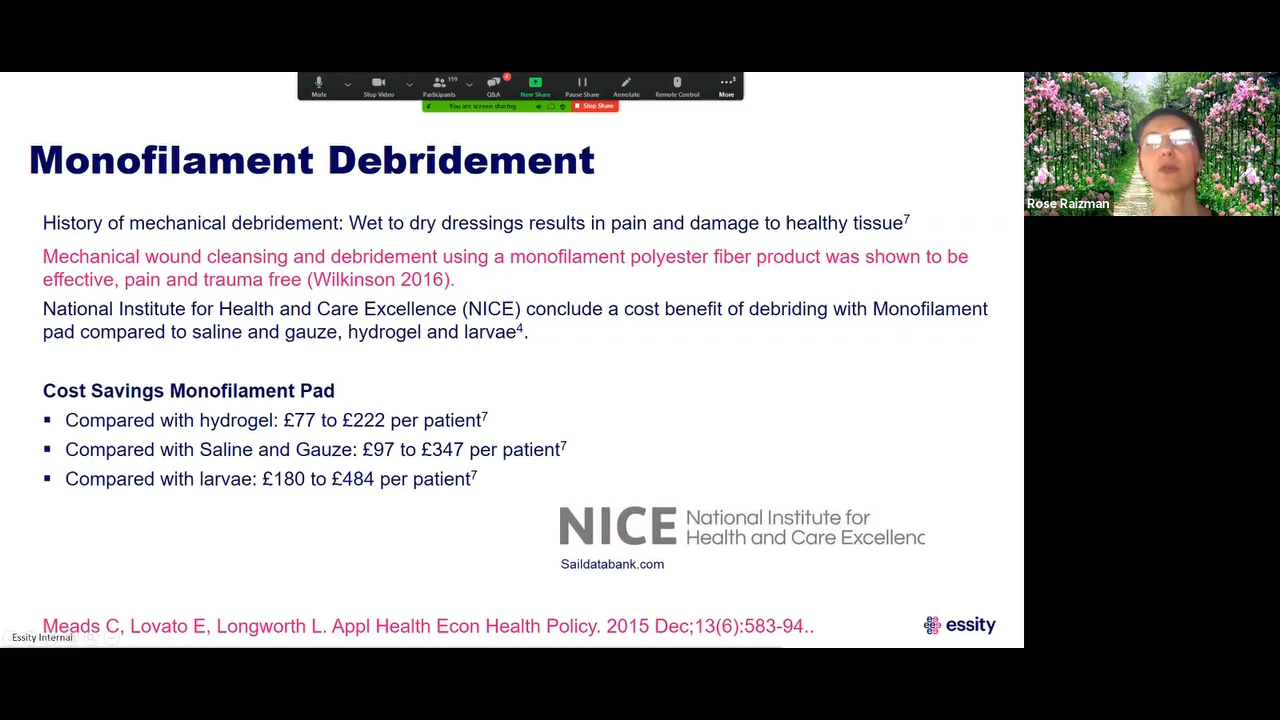 159
4
3
Mute
Stop Video
Participants
Q&A
New Share
Pause Share
Annotate
Remote Control
More
You are screen sharing
Stop Share
Rose Raizman
Monofilament Debridement
History of mechanical debridement: Wet to dry dressings results in pain and damage to healthy tissue⁷
Mechanical wound cleansing and debridement using a monofilament polyester fiber product was shown to be
effective, pain and trauma free (Wilkinson 2016).
National Institute for Health and Care Excellence (NICE) conclude a cost benefit of debriding with Monofilament
pad compared to saline and gauze, hydrogel and larvae⁴.
Cost Savings Monofilament Pad
▪ Compared with hydrogel: £77 to £222 per patient⁷
▪ Compared with Saline and Gauze: £97 to £347 per patient⁷
▪ Compared with larvae: £180 to £484 per patient⁷
NICE
National Institute for
Health and Care Excellenc
Saildatabank.com
Meads C, Lovato E, Longworth L. Appl Health Econ Health Policy. 2015 Dec;13(6):583-94..
Essity Internal
essity